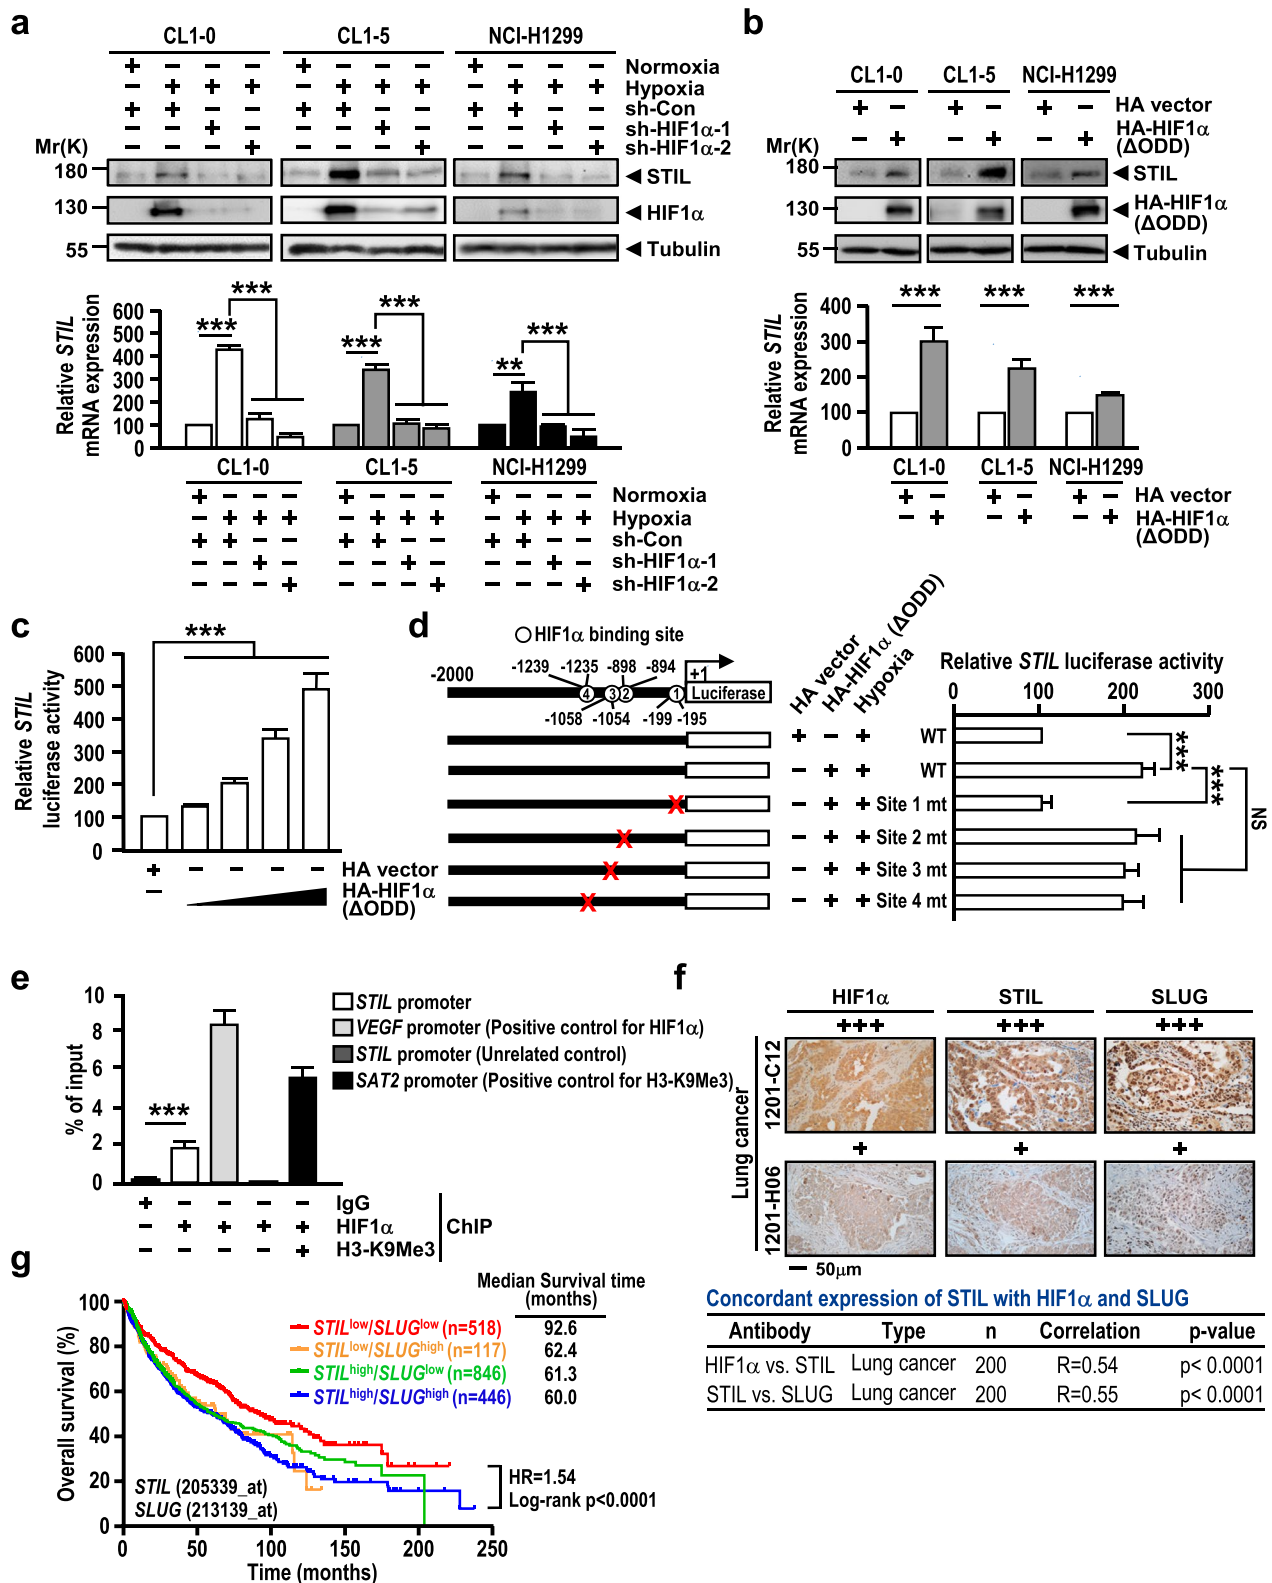 a
CL1-0 CL1-5 NCI-H1299
+ − − − + − − − + − − − Normoxia
− + + + − + + + − + + + Hypoxia
+ + − − + + − − + + − − sh-Con
− − + − − − + − − − + − sh-HIF1α-1
− − − + − − − + − − − + sh-HIF1α-2
Mr(K)
180 STIL
130 HIF1α
55 Tubulin
Relative STIL mRNA expression
600
500
400
300
200
100
0
*** *** *** *** ** ***
CL1-0 CL1-5 NCI-H1299
+ − − − + − − − + − − − Normoxia
− + + + − + + + − + + + Hypoxia
+ + − − + + − − + + − − sh-Con
− − + − − − + − − − + − sh-HIF1α-1
− − − + − − − + − − − + sh-HIF1α-2
b
CL1-0 CL1-5 NCI-H1299
+ − + − + − HA vector
− + − + − + HA-HIF1α (ΔODD)
Mr(K)
180 STIL
130 HA-HIF1α (ΔODD)
55 Tubulin
Relative STIL mRNA expression
400
300
200
100
0
*** *** ***
CL1-0 CL1-5 NCI-H1299
+ − + − + − HA vector
− + − + − + HA-HIF1α (ΔODD)
c
Relative STIL luciferase activity
600
500
400
300
200
100
0
***
+ − − − − HA vector
− HA-HIF1α (ΔODD)
d
HIF1α binding site
-1239 -1235 -898 -894
-2000 4 3 2 1 +1 Luciferase
-1058 -1054 -199 -195
HA vector
HA-HIF1α (ΔODD)
Hypoxia
Relative STIL luciferase activity
0 100 200 300
+ − + WT
− + + WT
X − + + Site 1 mt
X − + + Site 2 mt
X − + + Site 3 mt
X − + + Site 4 mt
*** *** NS
e
% of input
10
8
6
4
2
0
***
STIL promoter
VEGF promoter (Positive control for HIF1α)
STIL promoter (Unrelated control)
SAT2 promoter (Positive control for H3-K9Me3)
+ − − − − IgG
− + + + + HIF1α
− − − − + H3-K9Me3
ChIP
f
HIF1α STIL SLUG
+++ +++ +++
Lung cancer
1201-C12
+ + +
1201-H06
50μm
Concordant expression of STIL with HIF1α and SLUG
Antibody Type n Correlation p-value
HIF1α vs. STIL Lung cancer 200 R=0.54 p< 0.0001
STIL vs. SLUG Lung cancer 200 R=0.55 p< 0.0001
g
Overall survival (%)
100
80
60
40
20
0
Median Survival time (months)
STILlow/SLUGlow (n=518) 92.6
STILlow/SLUGhigh (n=117) 62.4
STILhigh/SLUGlow (n=846) 61.3
STILhigh/SLUGhigh (n=446) 60.0
STIL (205339_at)
SLUG (213139_at)
HR=1.54
Log-rank p<0.0001
0 50 100 150 200 250
Time (months)